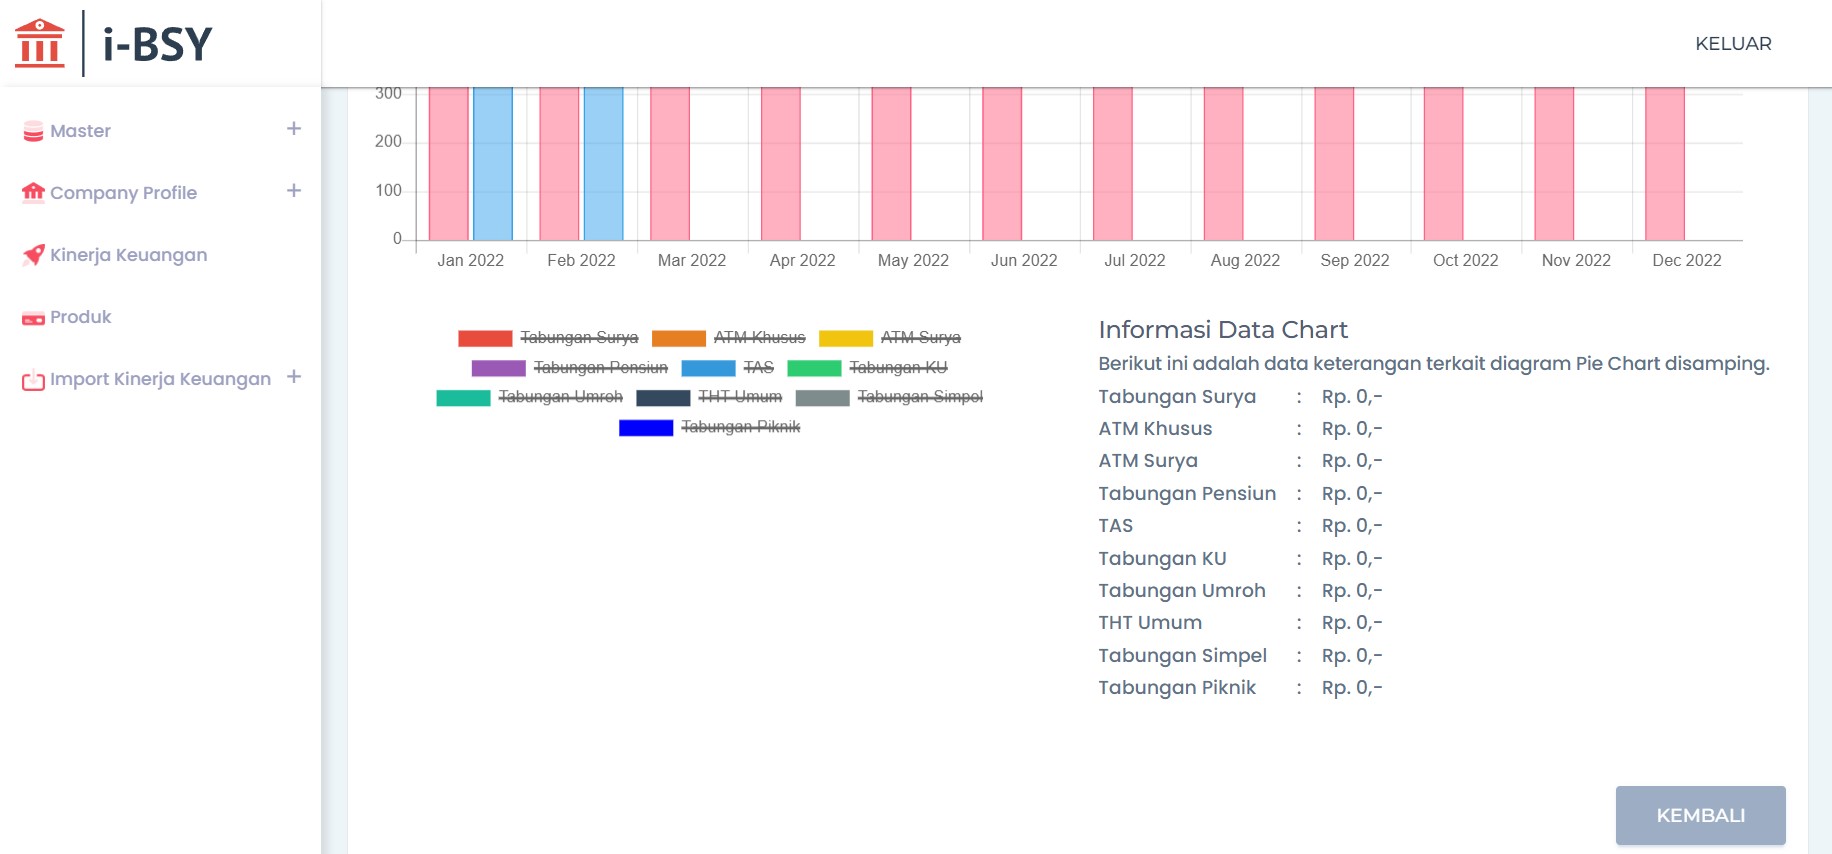 i-BSY
KELUAR
Master
Company Profile
Kinerja Keuangan
Produk
Import Kinerja Keuangan
300
200
100
0
Jan 2022 Feb 2022 Mar 2022 Apr 2022 May 2022 Jun 2022 Jul 2022 Aug 2022 Sep 2022 Oct 2022 Nov 2022 Dec 2022
Tabungan Surya ATM Khusus ATM Surya
Tabungan Pensiun TAS Tabungan KU
Tabungan Umroh THT Umum Tabungan Simpel
Tabungan Piknik
Informasi Data Chart
Berikut ini adalah data keterangan terkait diagram Pie Chart disamping.
Tabungan Surya : Rp. 0,-
ATM Khusus : Rp. 0,-
ATM Surya : Rp. 0,-
Tabungan Pensiun : Rp. 0,-
TAS : Rp. 0,-
Tabungan KU : Rp. 0,-
Tabungan Umroh : Rp. 0,-
THT Umum : Rp. 0,-
Tabungan Simpel : Rp. 0,-
Tabungan Piknik : Rp. 0,-
KEMBALI